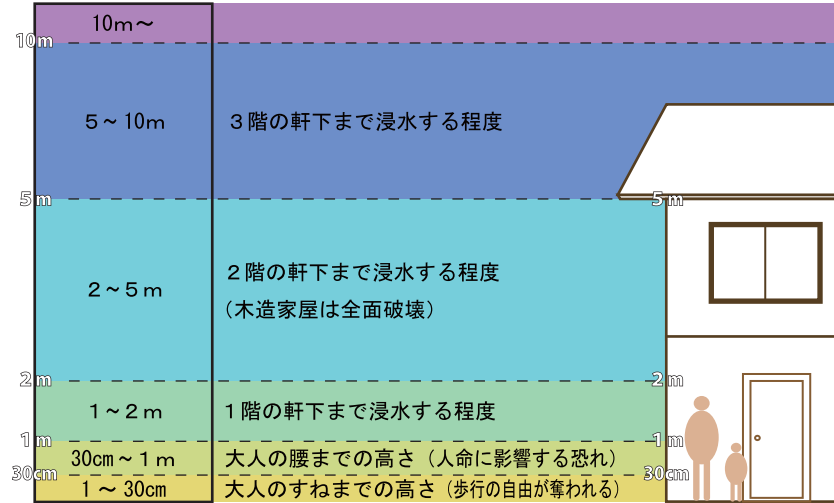 10ｍ～
10m
５～10ｍ　３階の軒下まで浸水する程度
5m　5m
２～５ｍ　２階の軒下まで浸水する程度
（木造家屋は全面破壊）
2m　2m
１～２ｍ　１階の軒下まで浸水する程度
1m　1m
30㎝～１ｍ　大人の腰までの高さ（人命に影響する恐れ）
30cm　30cm
１～30㎝　大人のすねまでの高さ（歩行の自由が奪われる）